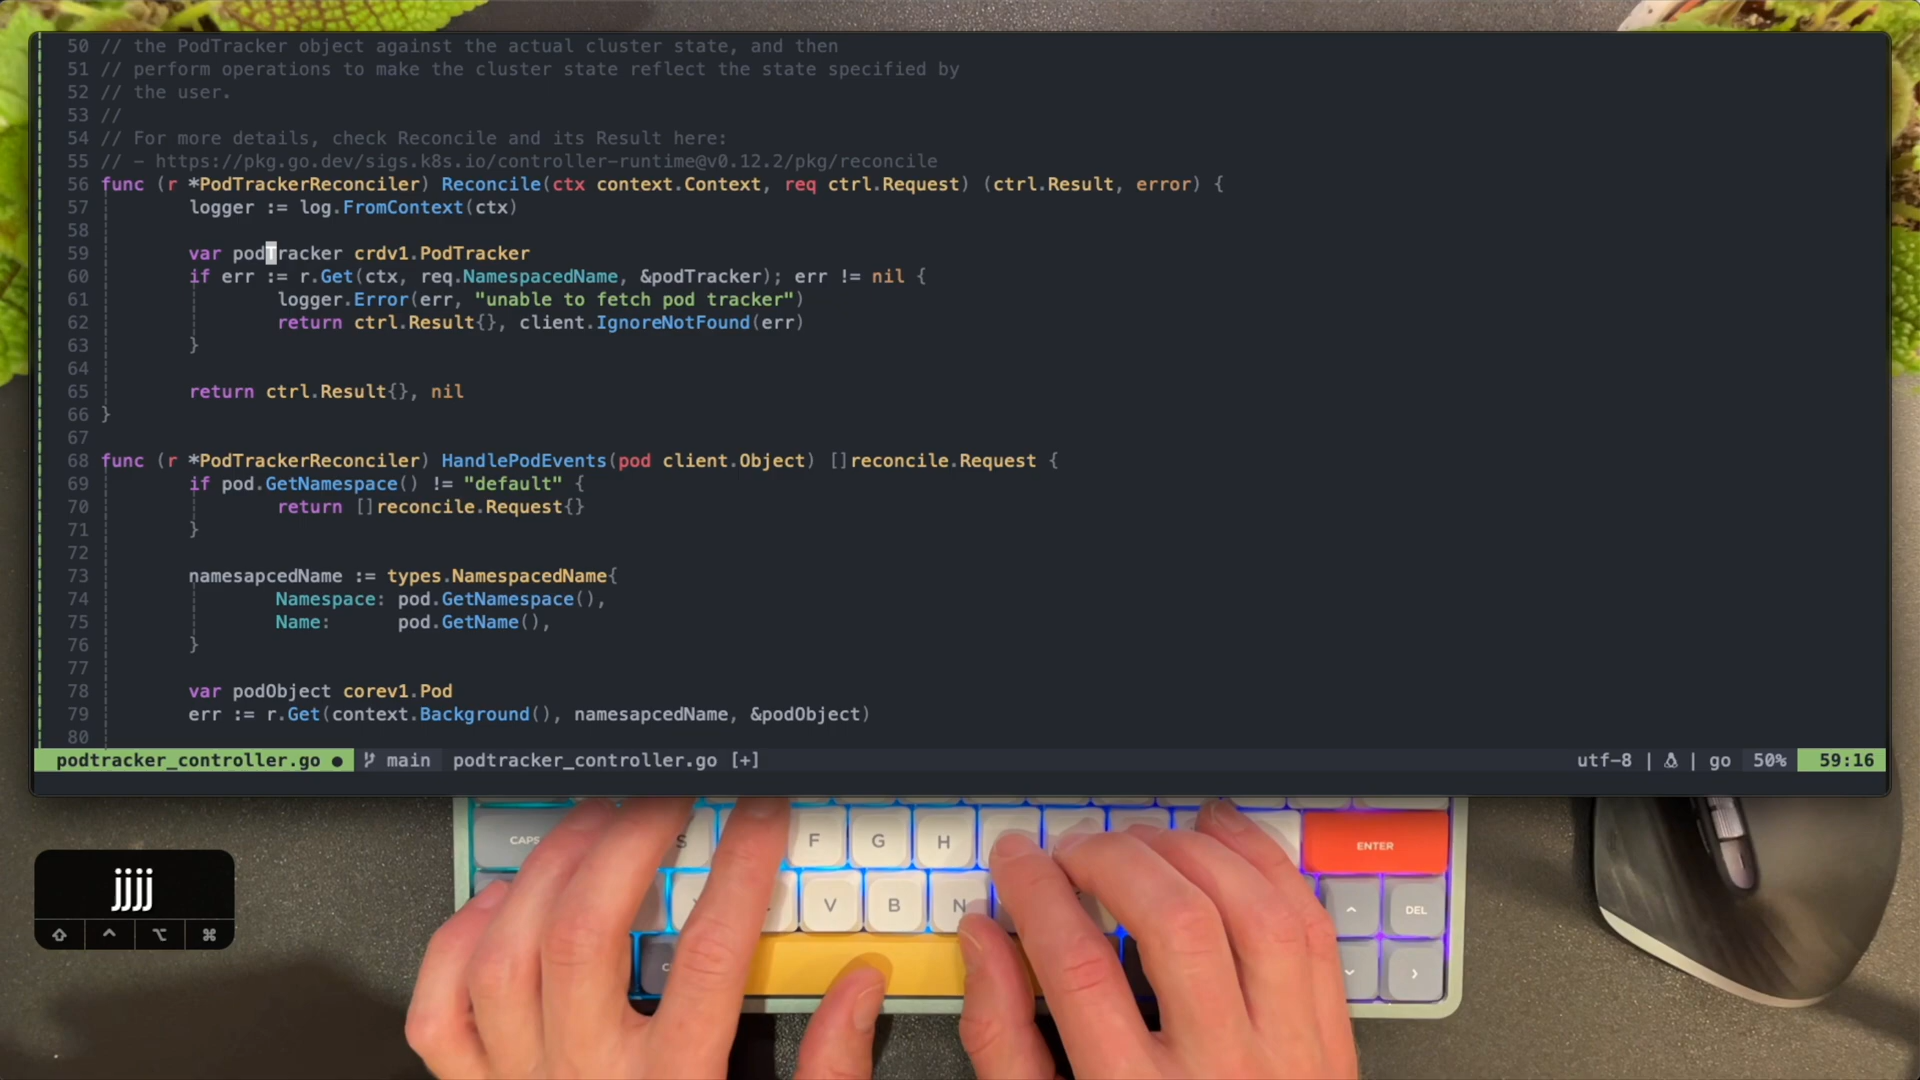 50 // the PodTracker object against the actual cluster state, and then
51 // perform operations to make the cluster state reflect the state specified by
52 // the user.
53 //
54 // For more details, check Reconcile and its Result here:
55 // - https://pkg.go.dev/sigs.k8s.io/controller-runtime@v0.12.2/pkg/reconcile
56 func (r *PodTrackerReconciler) Reconcile(ctx context.Context, req ctrl.Request) (ctrl.Result, error) {
57         logger := log.FromContext(ctx)
58
59         var podTracker crdv1.PodTracker
60         if err := r.Get(ctx, req.NamespacedName, &podTracker); err != nil {
61                 logger.Error(err, "unable to fetch pod tracker")
62                 return ctrl.Result{}, client.IgnoreNotFound(err)
63         }
64
65         return ctrl.Result{}, nil
66 }
67
68 func (r *PodTrackerReconciler) HandlePodEvents(pod client.Object) []reconcile.Request {
69         if pod.GetNamespace() != "default" {
70                 return []reconcile.Request{}
71         }
72
73         namesapcedName := types.NamespacedName{
74                 Namespace: pod.GetNamespace(),
75                 Name:      pod.GetName(),
76         }
77
78         var podObject corev1.Pod
79         err := r.Get(context.Background(), namesapcedName, &podObject)
80
podtracker_controller.go ● main podtracker_controller.go [+] utf-8 | | go 50% 59:16
jjjj
⇧ ^ ⌥ ⌘
CAPS S F G H ENTER
V B N ^ DEL
C